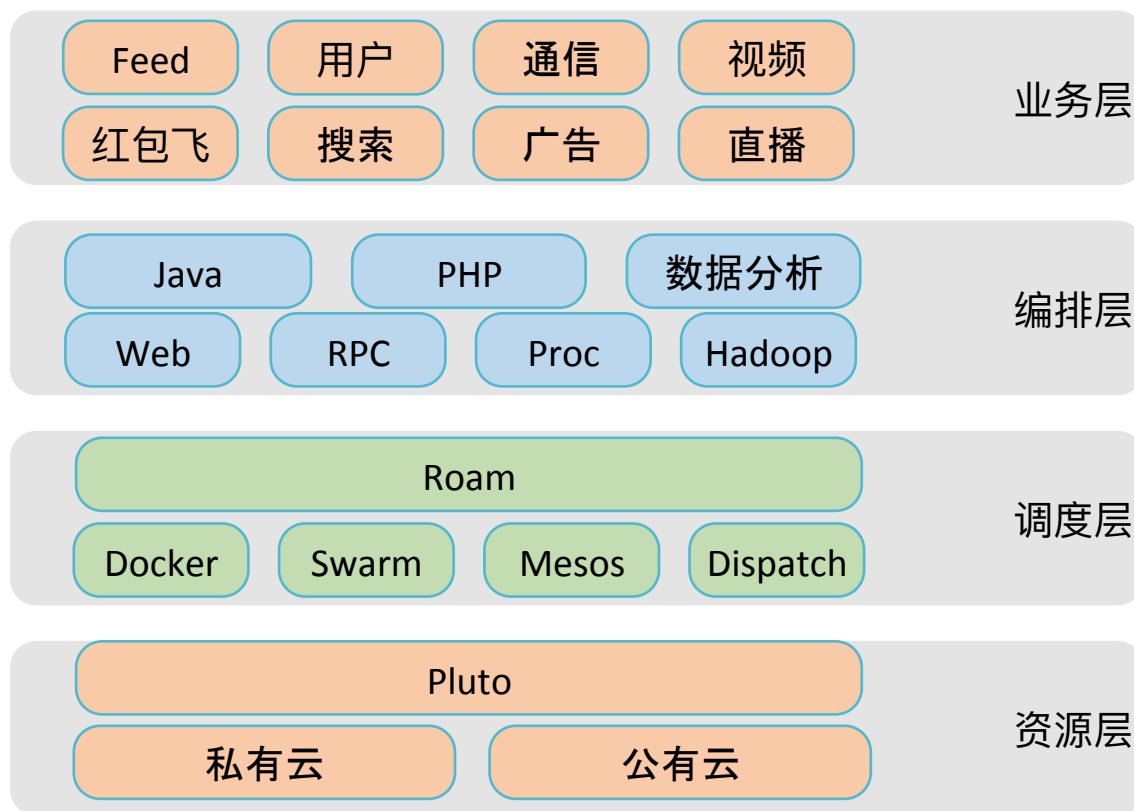 Feed 用户 通信 视频
业务层
红包飞 搜索 广告 直播
Java PHP 数据分析
编排层
Web RPC Proc Hadoop
Roam
调度层
Docker Swarm Mesos Dispatch
Pluto
资源层
私有云 公有云